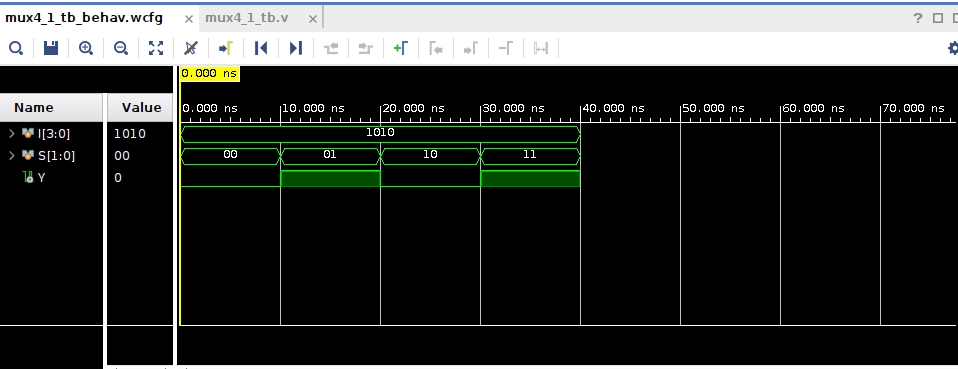 mux4_1_tb_behav.wcfg × mux4_1_tb.v ×
?
0.000 ns
Name Value 0.000 ns 10.000 ns 20.000 ns 30.000 ns 40.000 ns 50.000 ns 60.000 ns 70.000 ns
I[3:0] 1010 1010
S[1:0] 00 00 01 10 11
Y 0